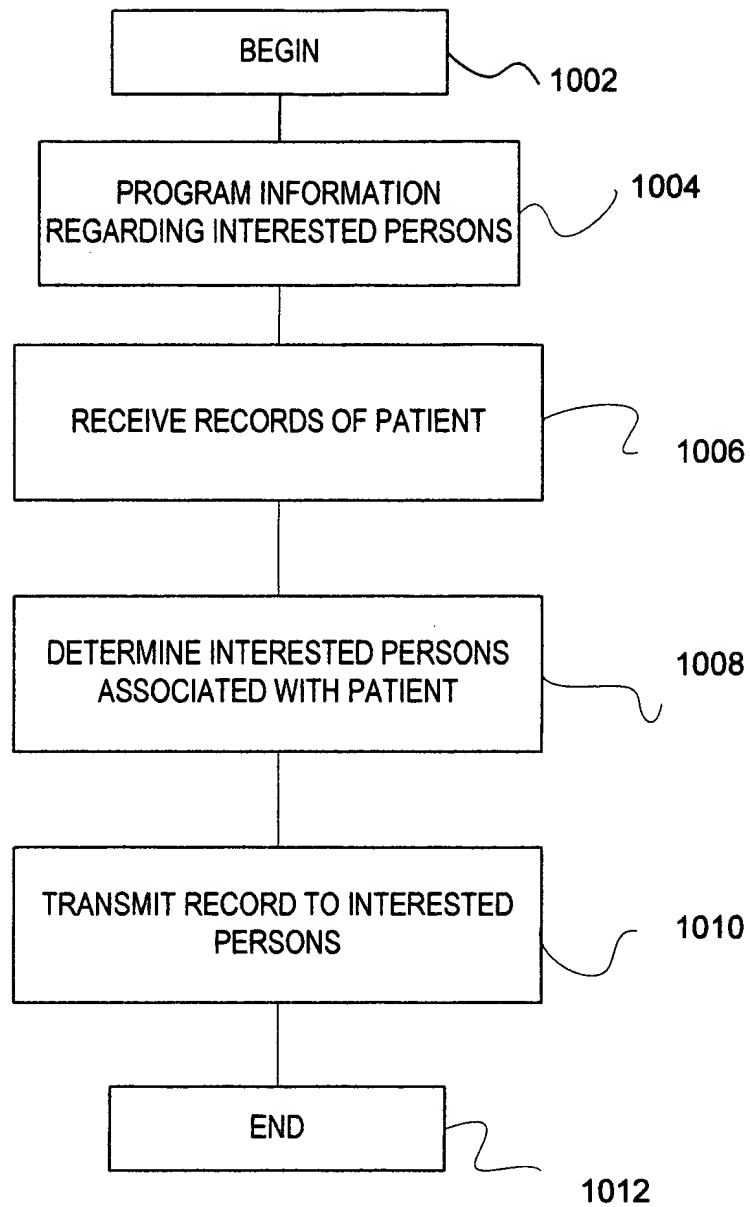 BEGIN
1002
PROGRAM INFORMATION
REGARDING INTERESTED PERSONS
1004
RECEIVE RECORDS OF PATIENT
1006
DETERMINE INTERESTED PERSONS
ASSOCIATED WITH PATIENT
1008
TRANSMIT RECORD TO INTERESTED
PERSONS
1010
END
1012